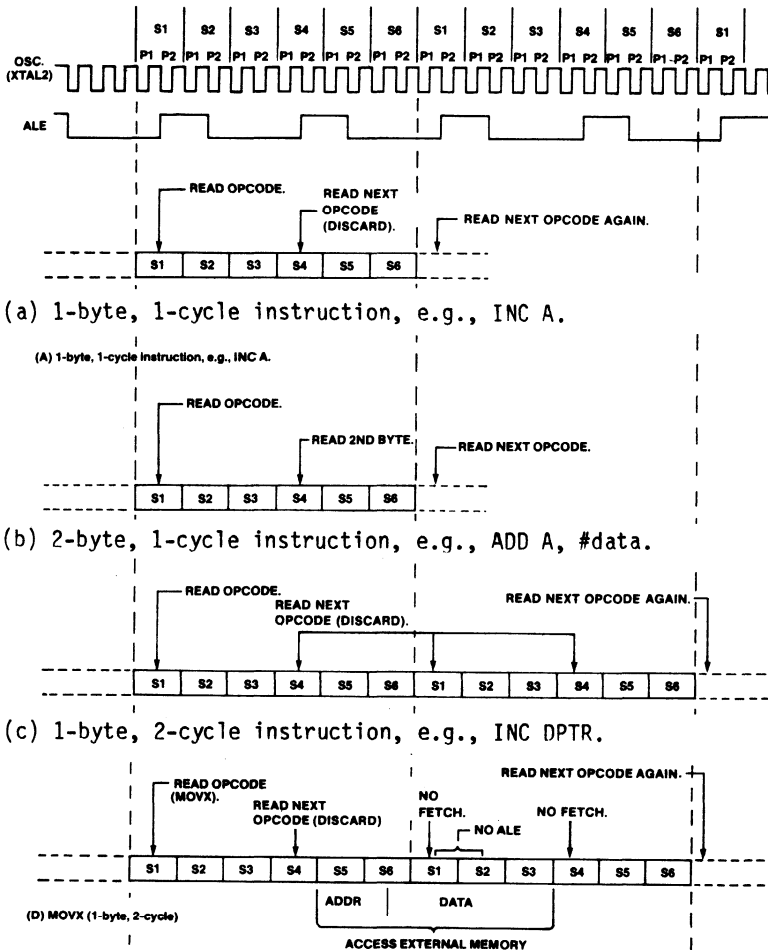 S1 S2 S3 S4 S5 S6 S1 S2 S3 S4 S5 S6 S1
P1 P2 P1 P2 P1 P2 P1 P2 P1 P2 P1 P2 P1 P2 P1 P2 P1 P2 P1 P2 P1 P2 P1-P2 P1 P2
OSC.
(XTAL2)
ALE
READ OPCODE.
READ NEXT
OPCODE
(DISCARD).
READ NEXT OPCODE AGAIN.
S1 S2 S3 S4 S5 S6
(a) 1-byte, 1-cycle instruction, e.g., INC A.
(A) 1-byte, 1-cycle Instruction, e.g., INC A.
READ OPCODE.
READ 2ND BYTE.
READ NEXT OPCODE.
S1 S2 S3 S4 S5 S6
(b) 2-byte, 1-cycle instruction, e.g., ADD A, #data.
READ OPCODE.
READ NEXT
OPCODE (DISCARD).
READ NEXT OPCODE AGAIN.
S1 S2 S3 S4 S5 S6 S1 S2 S3 S4 S5 S6
(c) 1-byte, 2-cycle instruction, e.g., INC DPTR.
READ OPCODE
(MOVX).
READ NEXT
OPCODE (DISCARD)
NO
FETCH.
NO ALE
NO FETCH.
READ NEXT OPCODE AGAIN.
S1 S2 S3 S4 S5 S6 S1 S2 S3 S4 S5 S6
ADDR DATA
(D) MOVX (1-byte, 2-cycle)
ACCESS EXTERNAL MEMORY